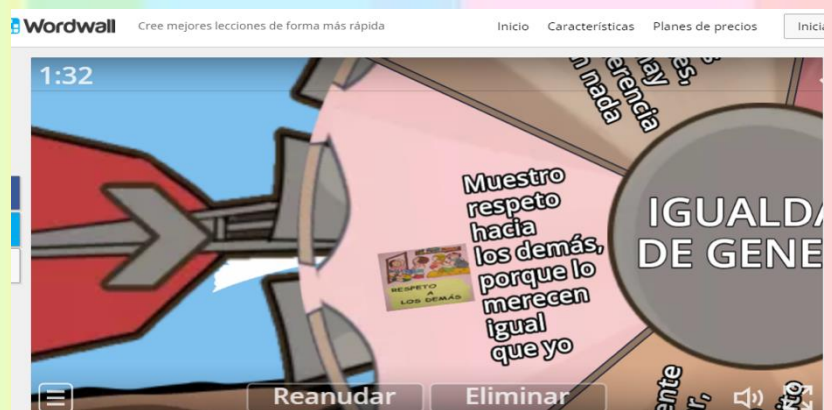 Wordwall
Cree mejores lecciones de forma más rápida
Inicio Características Planes de precios
1:32
nada
Muestro
respeto
hacia
los demás,
porque lo
merecen
igual
que yo
RESPETO
A
LOS DEMÁS
IGUALDA
DE GENE
Reanudar
Eliminar